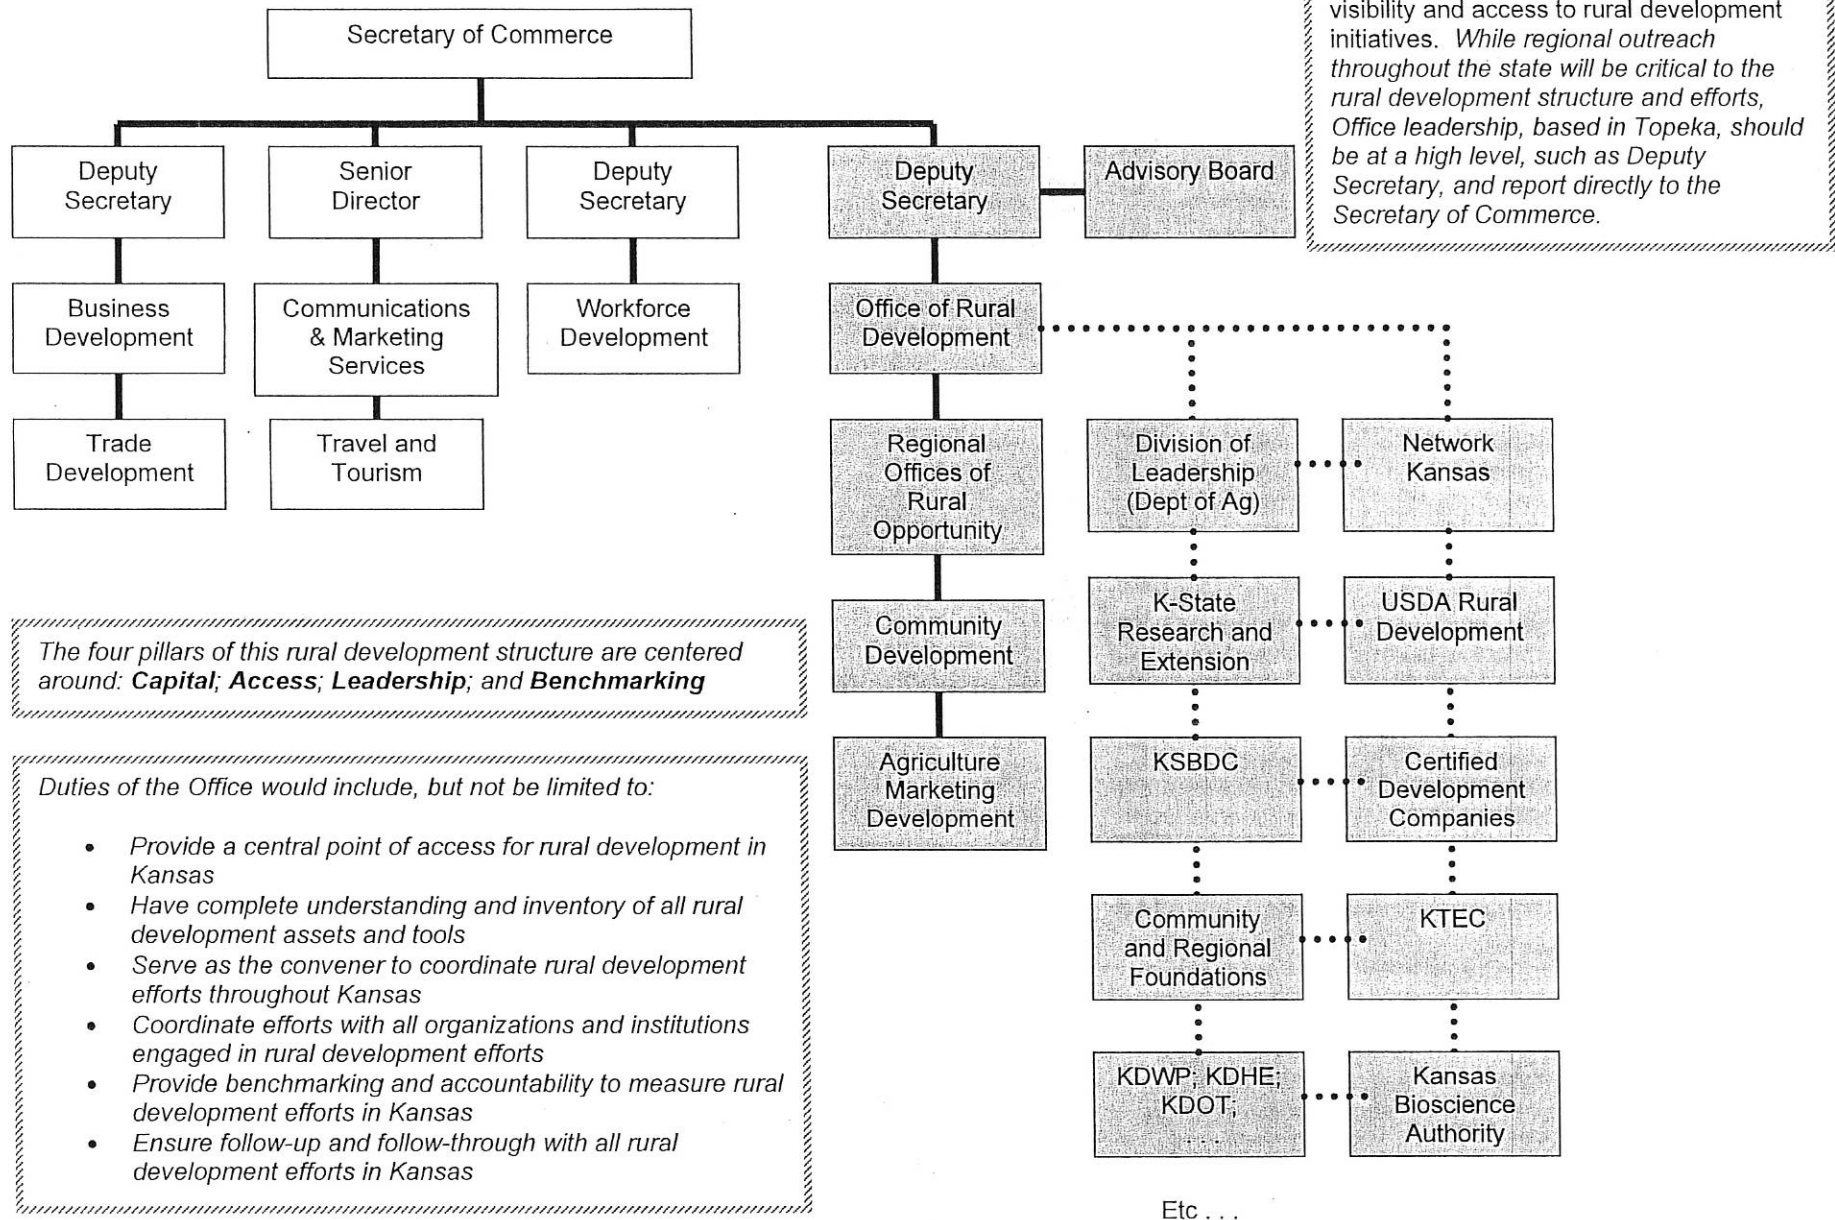 visibility and access to rural development
initiatives. While regional outreach
throughout the state will be critical to the
rural development structure and efforts,
Office leadership, based in Topeka, should
be at a high level, such as Deputy
Secretary, and report directly to the
Secretary of Commerce.
Secretary of Commerce
Deputy
Secretary
Senior
Director
Deputy
Secretary
Deputy
Secretary
Advisory Board
Business
Development
Communications
& Marketing
Services
Workforce
Development
Office of Rural
Development
Trade
Development
Travel and
Tourism
Regional
Offices of
Rural
Opportunity
Division of
Leadership
(Dept of Ag)
Network
Kansas
Community
Development
K-State
Research and
Extension
USDA Rural
Development
Agriculture
Marketing
Development
KSBDC
Certified
Development
Companies
Community
and Regional
Foundations
KTEC
KDWP; KDHE;
KDOT;
. . .
Kansas
Bioscience
Authority
Etc . . .
The four pillars of this rural development structure are centered
around: Capital; Access; Leadership; and Benchmarking
Duties of the Office would include, but not be limited to:
• Provide a central point of access for rural development in
Kansas
• Have complete understanding and inventory of all rural
development assets and tools
• Serve as the convener to coordinate rural development
efforts throughout Kansas
• Coordinate efforts with all organizations and institutions
engaged in rural development efforts
• Provide benchmarking and accountability to measure rural
development efforts in Kansas
• Ensure follow-up and follow-through with all rural
development efforts in Kansas